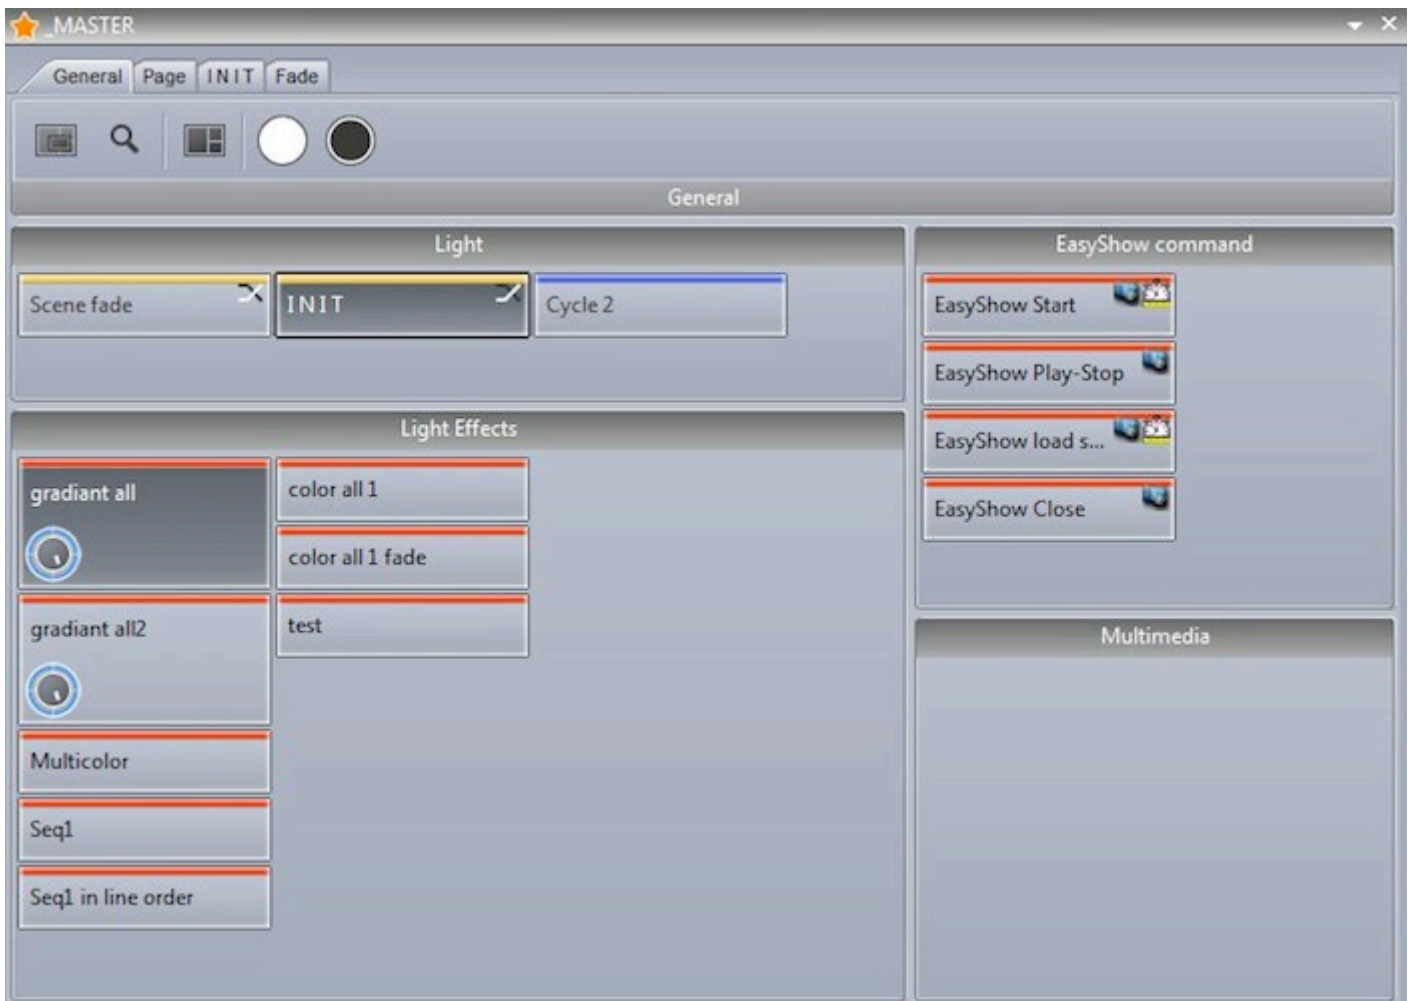 _MASTER
General Page INIT Fade
General
Light
Scene fade INIT Cycle 2
Light Effects
gradiant all
color all 1
color all 1 fade
gradiant all2
test
Multicolor
Seq1
Seq1 in line order
EasyShow command
EasyShow Start
EasyShow Play-Stop
EasyShow load s...
EasyShow Close
Multimedia